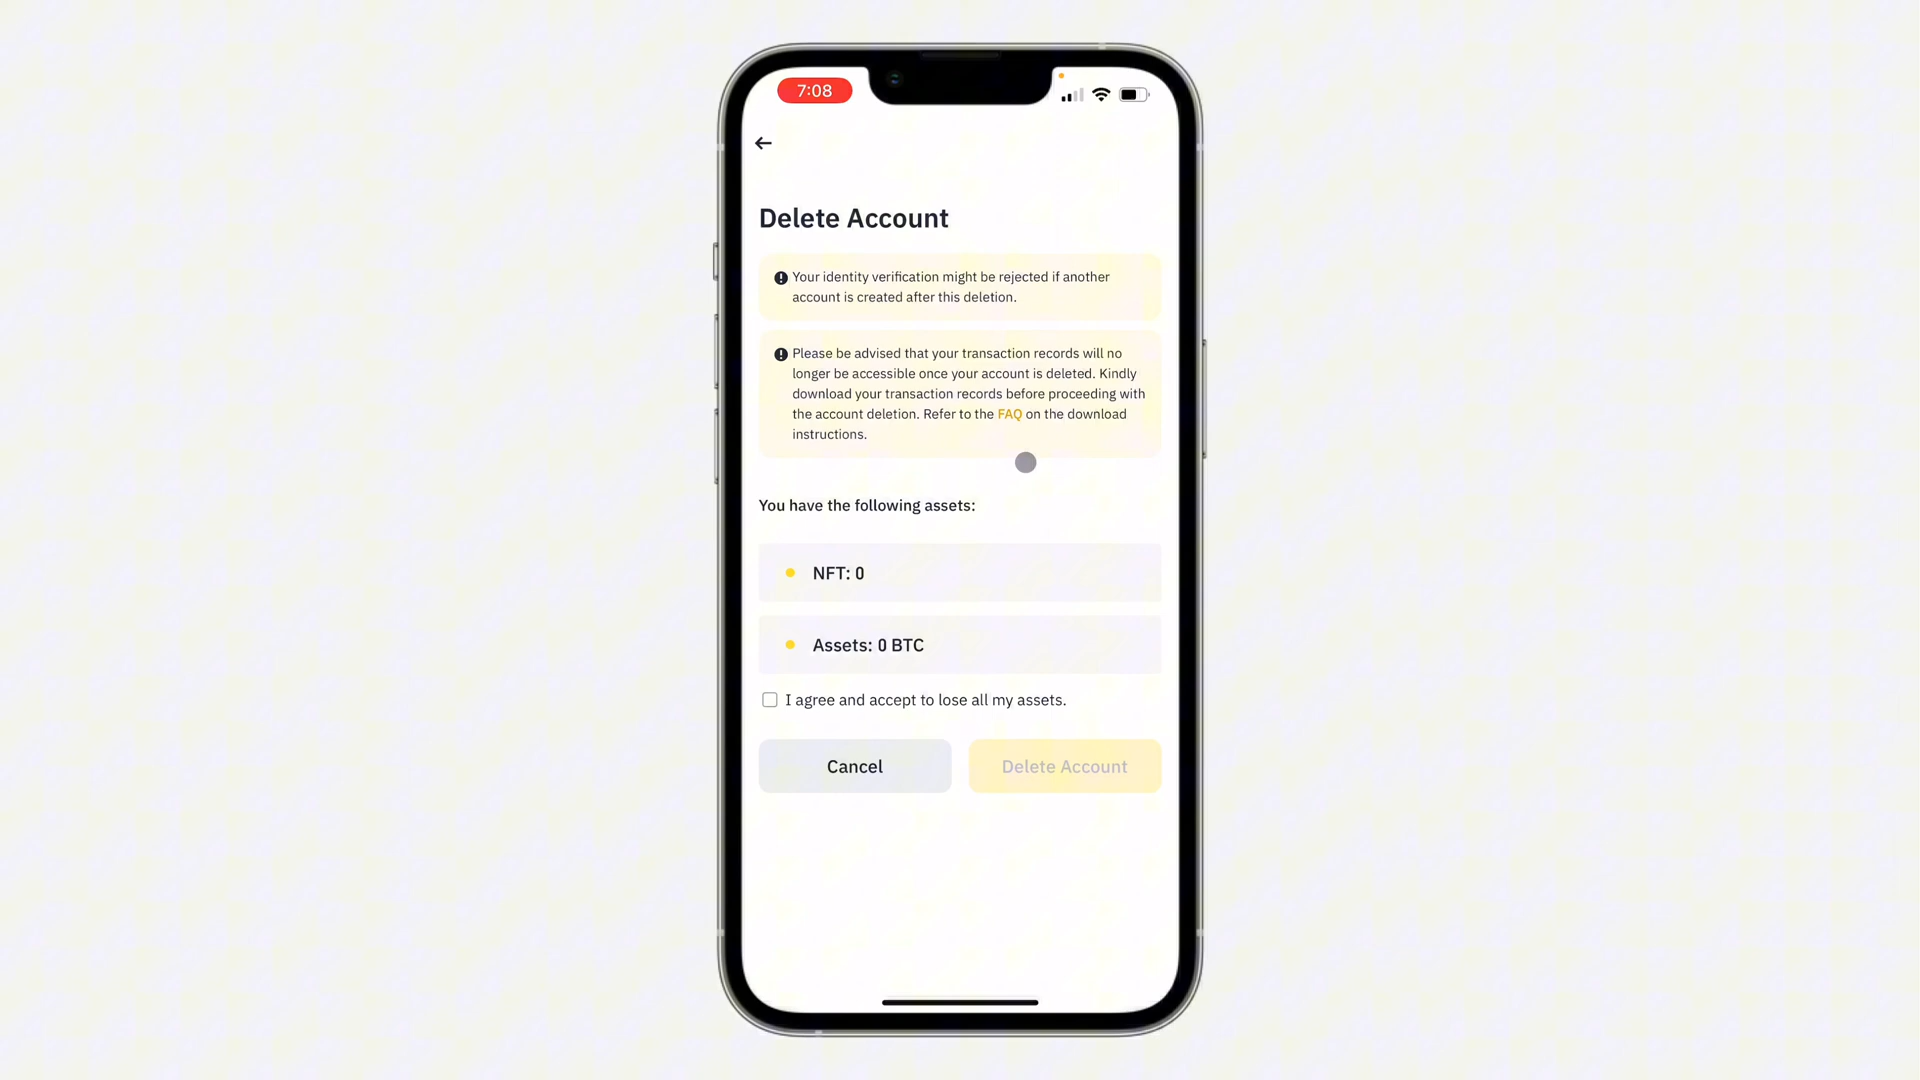 7:08
Delete Account
Your identity verification might be rejected if another
account is created after this deletion.
Please be advised that your transaction records will no
longer be accessible once your account is deleted. Kindly
download your transaction records before proceeding with
the account deletion. Refer to the FAQ on the download
instructions.
You have the following assets:
NFT: 0
Assets: 0 BTC
I agree and accept to lose all my assets.
Cancel
Delete Account